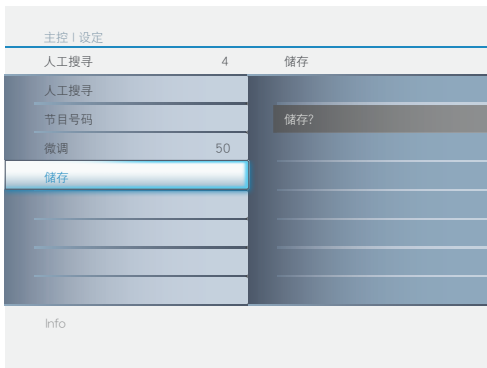 主控 | 设定
人工搜寻 4 储存
人工搜寻
节目号码 储存?
微调 50
储存
Info